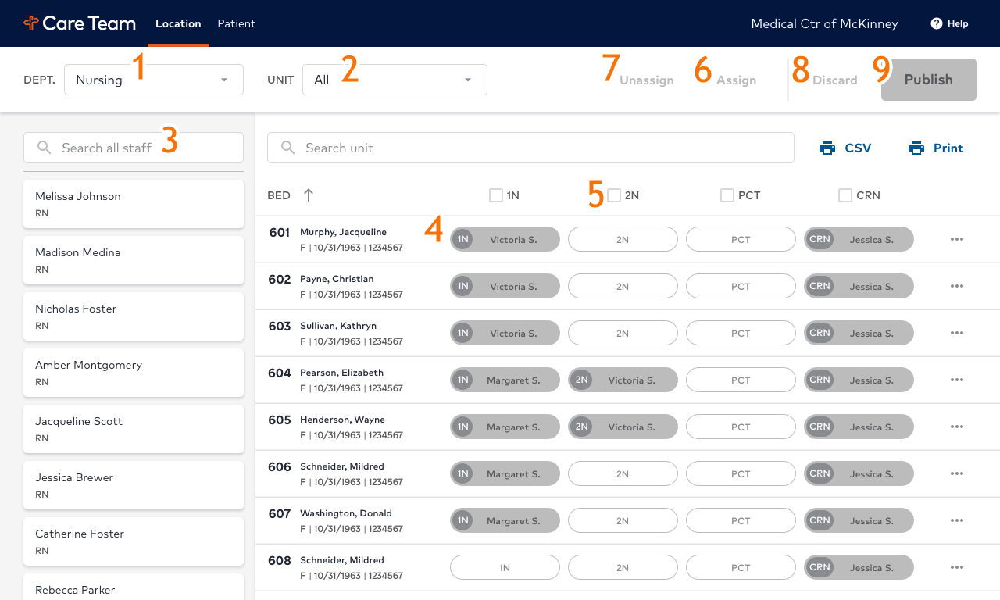 Care Team Location Patient Medical Ctr of McKinney Help
DEPT. Nursing 1 UNIT All 2 7 Unassign 6 Assign 8 Discard 9 Publish
Search all staff 3
Melissa Johnson
RN
Madison Medina
RN
Nicholas Foster
RN
Amber Montgomery
RN
Jacqueline Scott
RN
Jessica Brewer
RN
Catherine Foster
RN
Rebecca Parker
Search unit CSV Print
BED 1N 5 2N PCT CRN
601 Murphy, Jacqueline 4 1N Victoria S. 2N PCT CRN Jessica S.
F | 10/31/1963 | 1234567
602 Payne, Christian 1N Victoria S. 2N PCT CRN Jessica S.
F | 10/31/1963 | 1234567
603 Sullivan, Kathryn 1N Victoria S. 2N PCT CRN Jessica S.
F | 10/31/1963 | 1234567
604 Pearson, Elizabeth 1N Margaret S. 2N Victoria S. PCT CRN Jessica S.
F | 10/31/1963 | 1234567
605 Henderson, Wayne 1N Margaret S. 2N Victoria S. PCT CRN Jessica S.
F | 10/31/1963 | 1234567
606 Schneider, Mildred 1N Margaret S. 2N PCT CRN Jessica S.
F | 10/31/1963 | 1234567
607 Washington, Donald 1N Margaret S. 2N PCT CRN Jessica S.
F | 10/31/1963 | 1234567
608 Schneider, Mildred 1N 2N PCT CRN Jessica S.
F | 10/31/1963 | 1234567